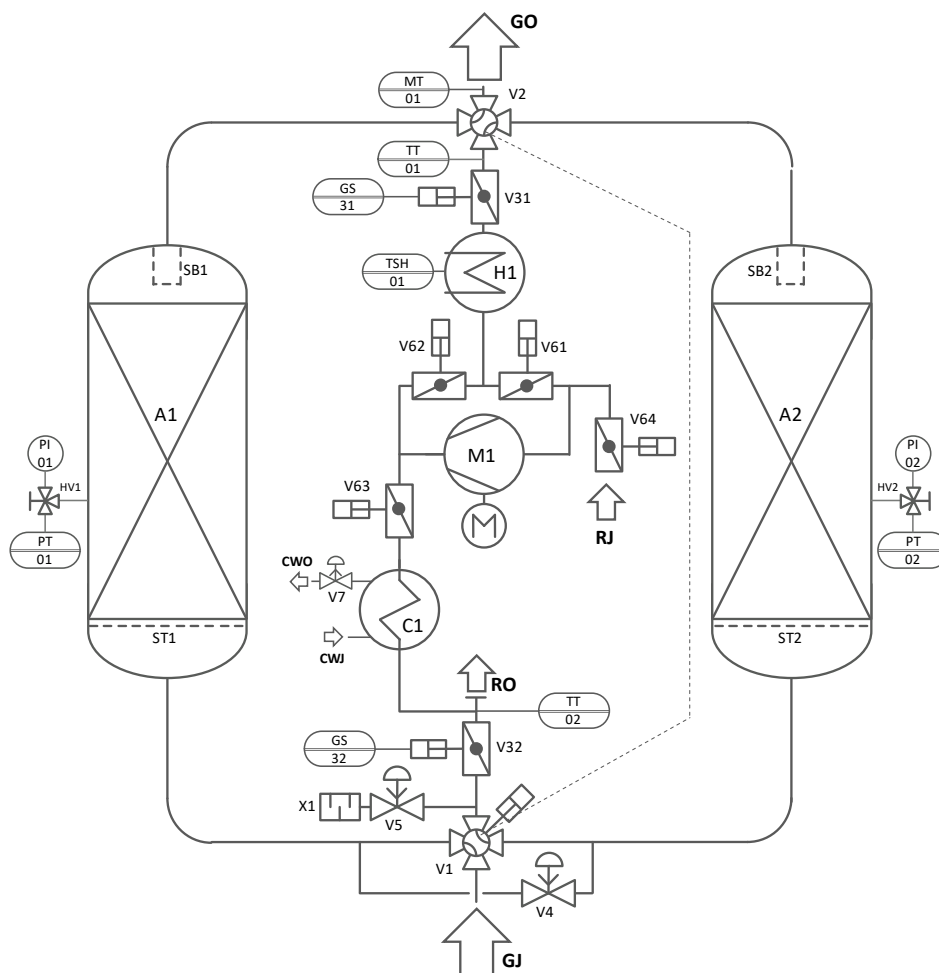 GO
MT
01
V2
TT
01
GS
31
V31
SB1
TSH
01
H1
SB2
V62
V61
A1
A2
V64
PI
01
M1
PI
02
HV1
V63
HV2
M
PT
01
RJ
PT
02
CWO
V7
C1
CWJ
ST1
ST2
RO
TT
02
GS
32
V32
X1
V5
V1
V4
GJ